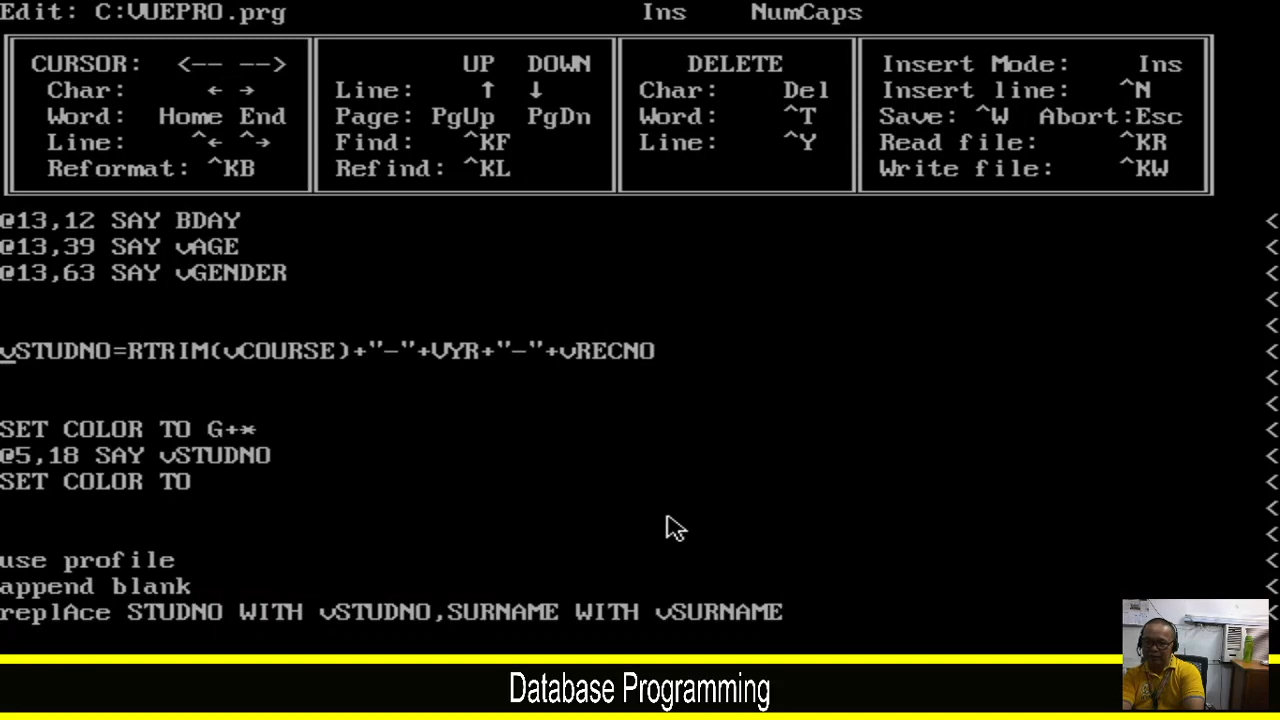 Edit: C:VUEPRO.prg Ins NumCaps
CURSOR: <-- --> UP DOWN DELETE Insert Mode: Ins
Char: ← → Line: ↑ ↓ Char: Del Insert line: ^N
Word: Home End Page: PgUp PgDn Word: ^T Save: ^W Abort:Esc
Line: ^← ^→ Find: ^KF Line: ^Y Read file: ^KR
Reformat: ^KB Refind: ^KL Write file: ^KW
@13,12 SAY BDAY <
@13,39 SAY vAGE <
@13,63 SAY vGENDER <
<
<
vSTUDNO=RTRIM(vCOURSE)+"-"+VYR+"-"+vRECNO <
<
<
SET COLOR TO G+* <
@5,18 SAY vSTUDNO <
SET COLOR TO <
<
<
use profile <
append blank <
replAce STUDNO WITH vSTUDNO,SURNAME WITH vSURNAME <
Database Programming